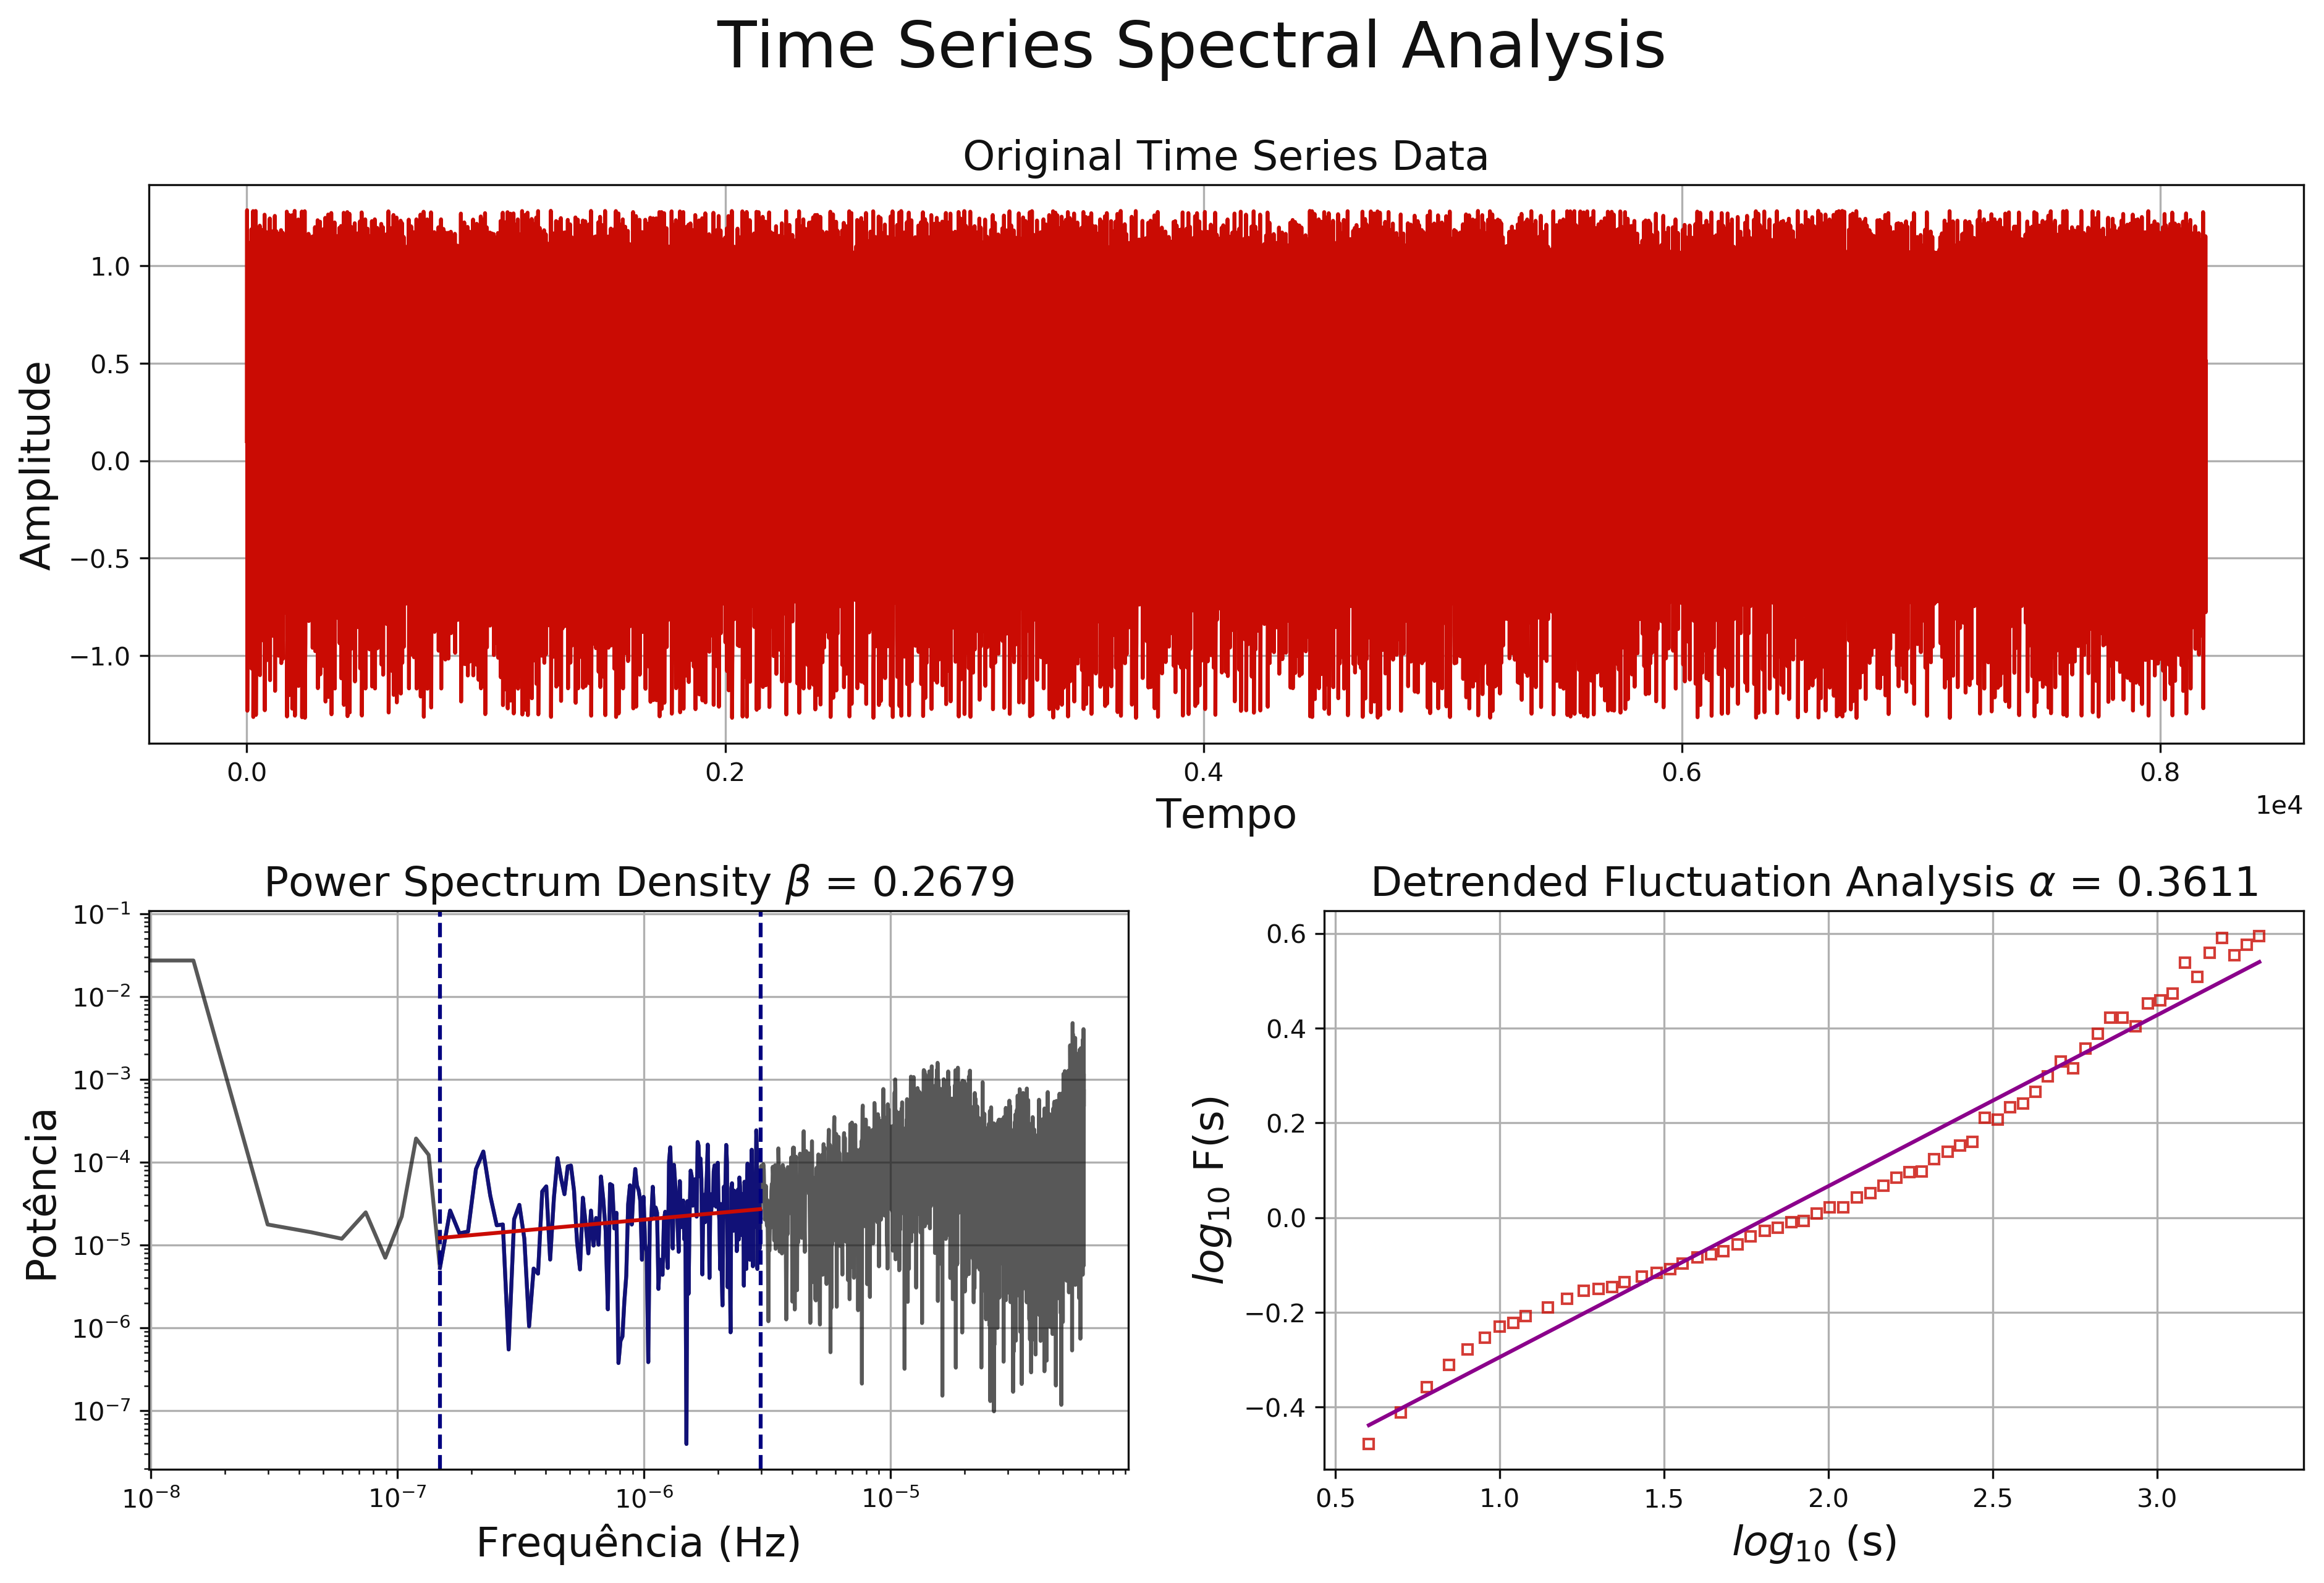 Time Series Spectral Analysis
Original Time Series Data
Amplitude
1.0
0.5
0.0
−0.5
−1.0
0.0 0.2 0.4 0.6 0.8
1e4
Tempo
Power Spectrum Density β = 0.2679
Potência
10⁻¹
10⁻²
10⁻³
10⁻⁴
10⁻⁵
10⁻⁶
10⁻⁷
10⁻⁸ 10⁻⁷ 10⁻⁶ 10⁻⁵
Frequência (Hz)
Detrended Fluctuation Analysis α = 0.3611
log₁₀ F(s)
0.6
0.4
0.2
0.0
−0.2
−0.4
0.5 1.0 1.5 2.0 2.5 3.0
log₁₀ (s)